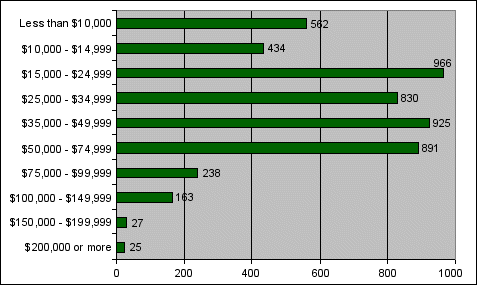 Less than $10,000 562
$10,000 - $14,999 434
$15,000 - $24,999 966
$25,000 - $34,999 830
$35,000 - $49,999 925
$50,000 - $74,999 891
$75,000 - $99,999 238
$100,000 - $149,999 163
$150,000 - $199,999 27
$200,000 or more 25
0 200 400 600 800 1000